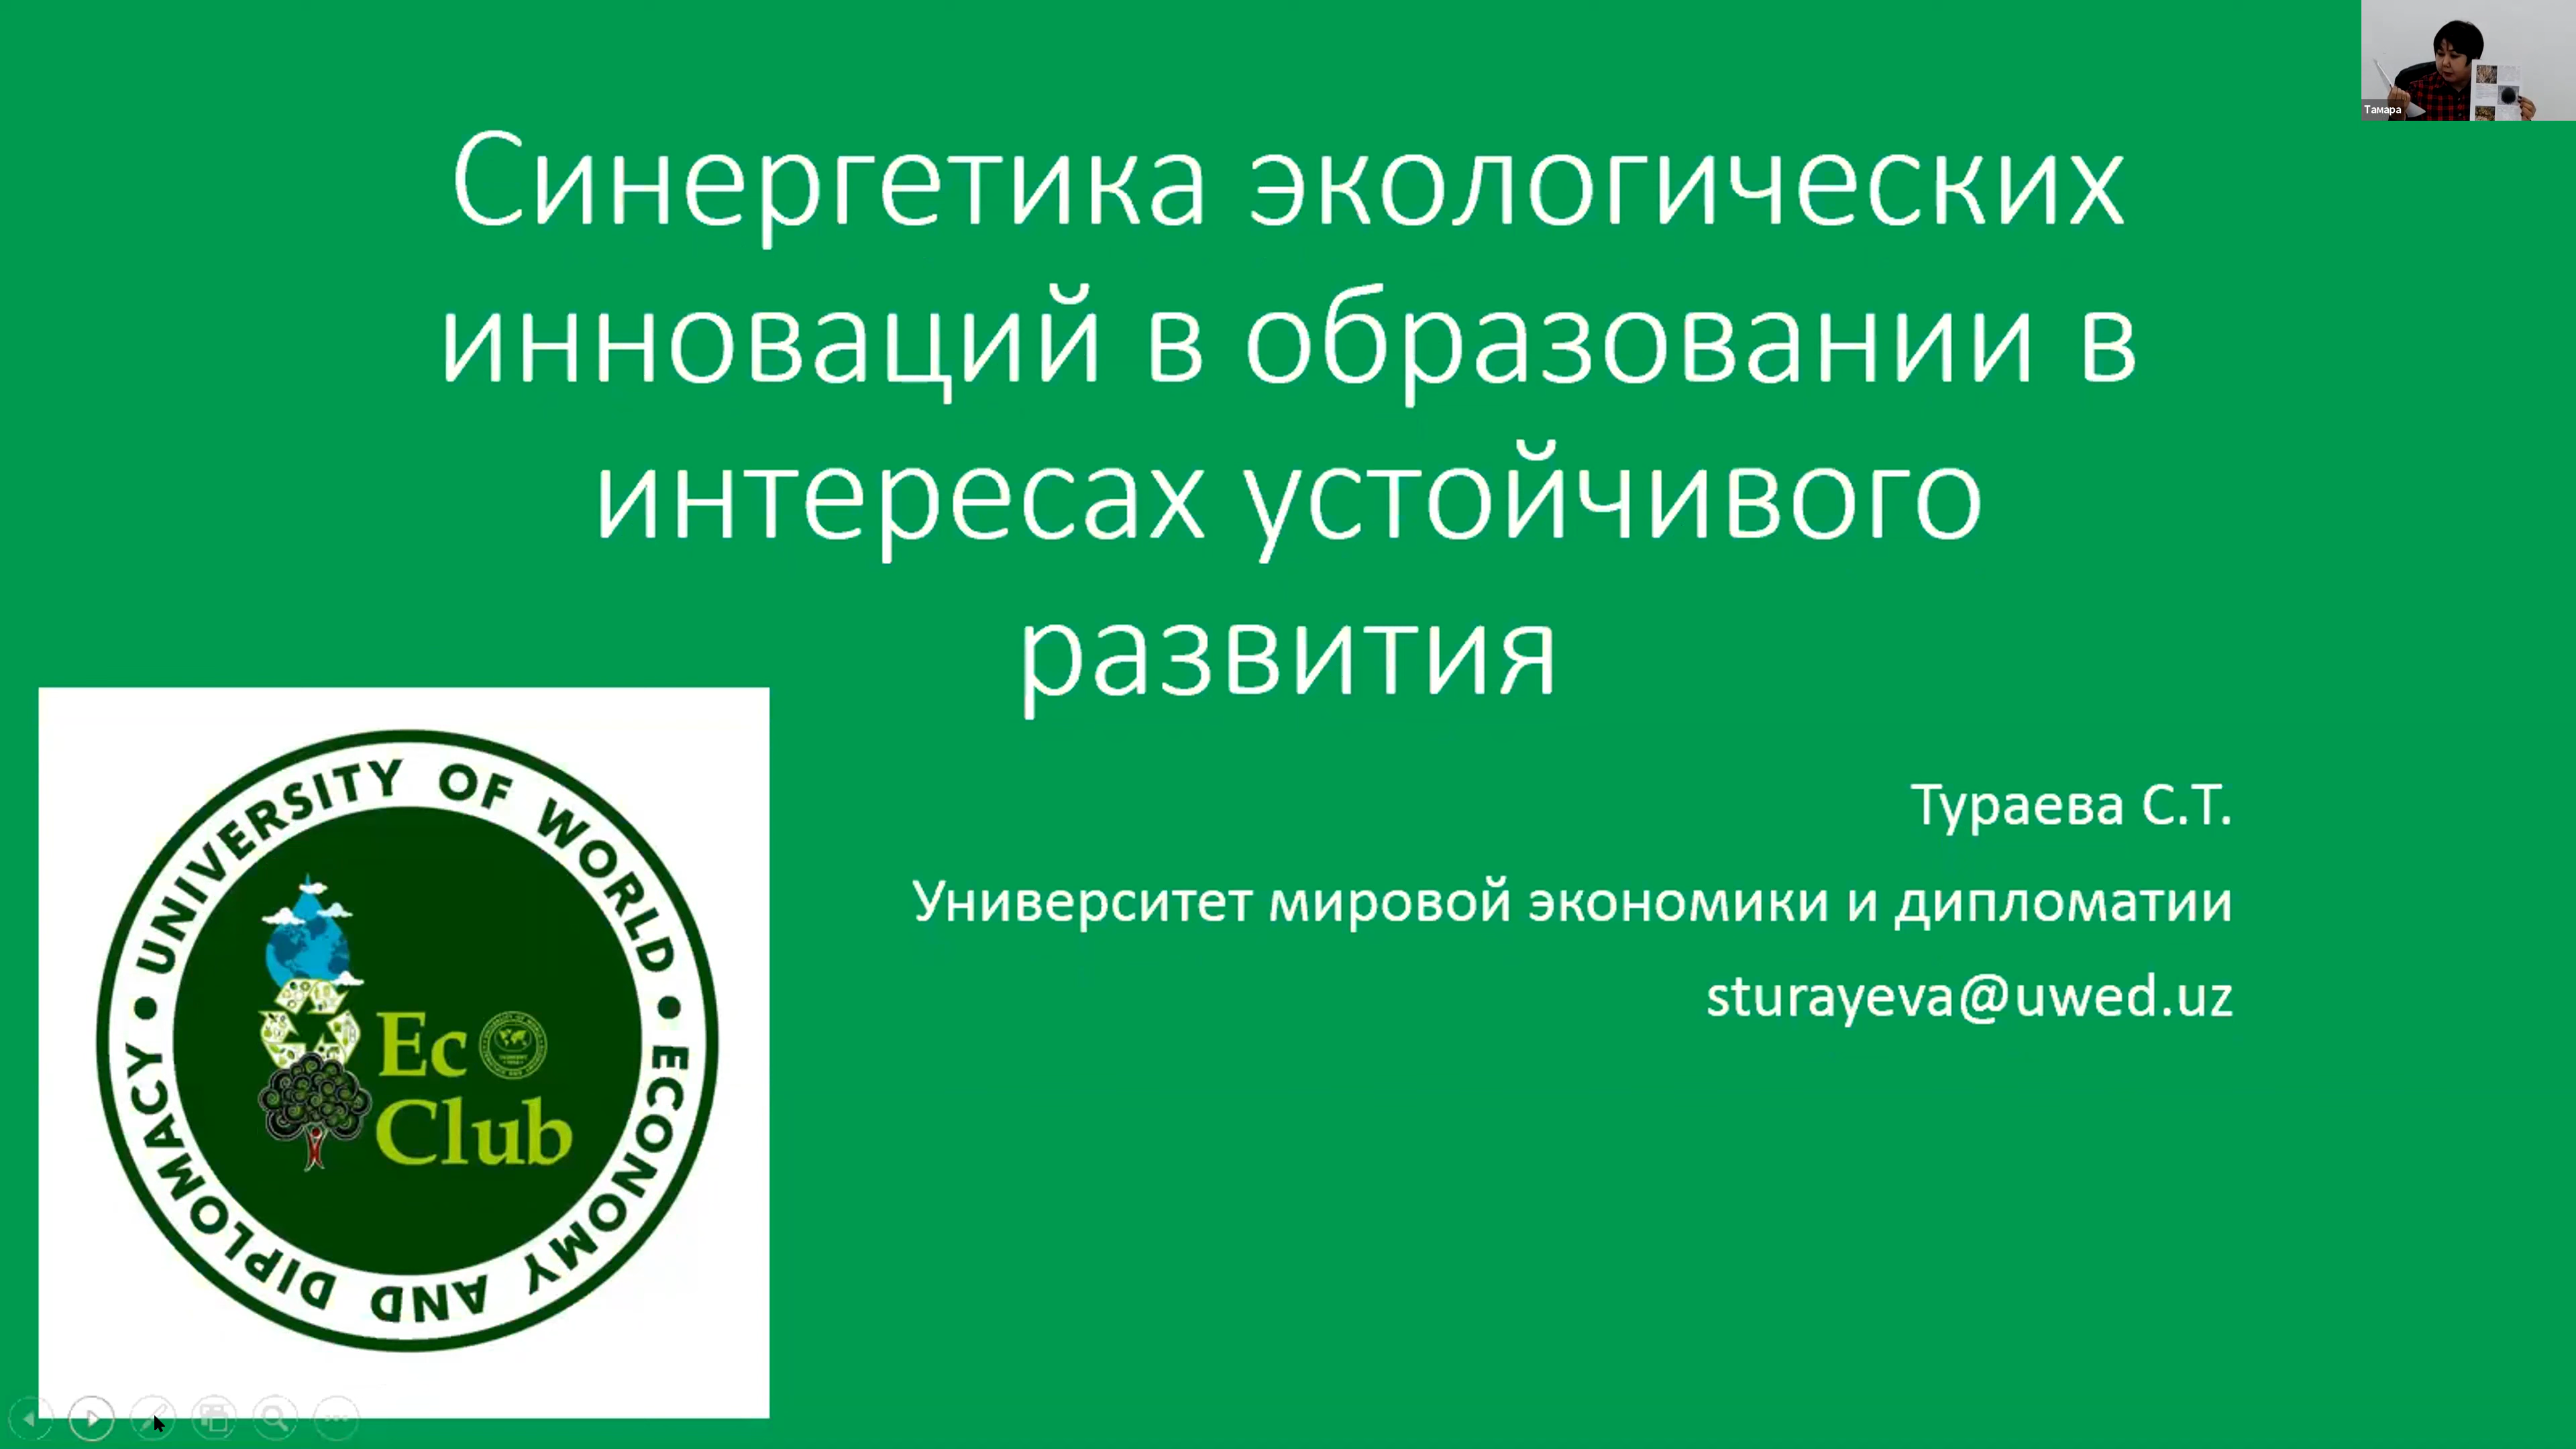 Тамара
Синергетика экологических
инноваций в образовании в
интересах устойчивого
развития
Тураева С.Т.
Университет мировой экономики и дипломатии
sturayeva@uwed.uz
UNIVERSITY OF WORLD • ECONOMY AND DIPLOMACY •
Ec
Club